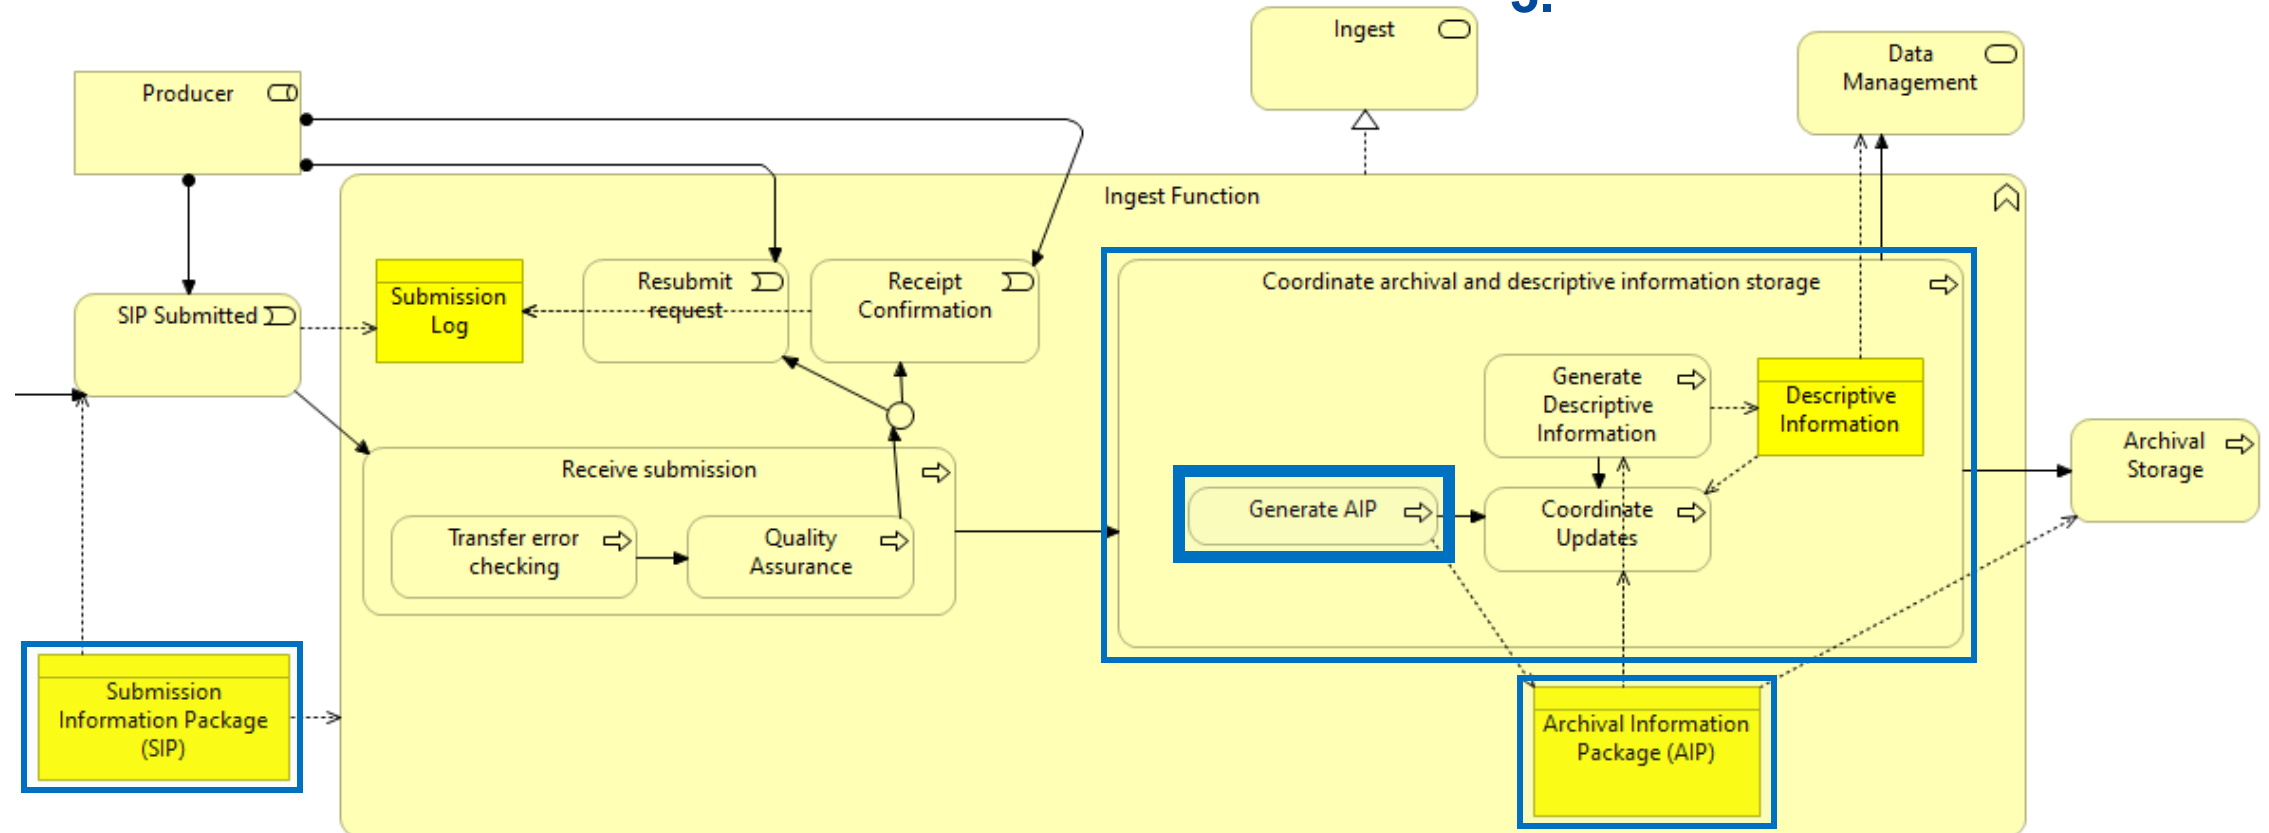 3.
Ingest
Data
Management
Producer
Ingest Function
Submission
Log
Resubmit
request
Receipt
Confirmation
Coordinate archival and descriptive information storage
SIP Submitted
Generate
Descriptive
Information
Descriptive
Information
Archival
Storage
Receive submission
Generate AIP
Coordinate
Updates
Transfer error
checking
Quality
Assurance
Submission
Information Package
(SIP)
Archival Information
Package (AIP)